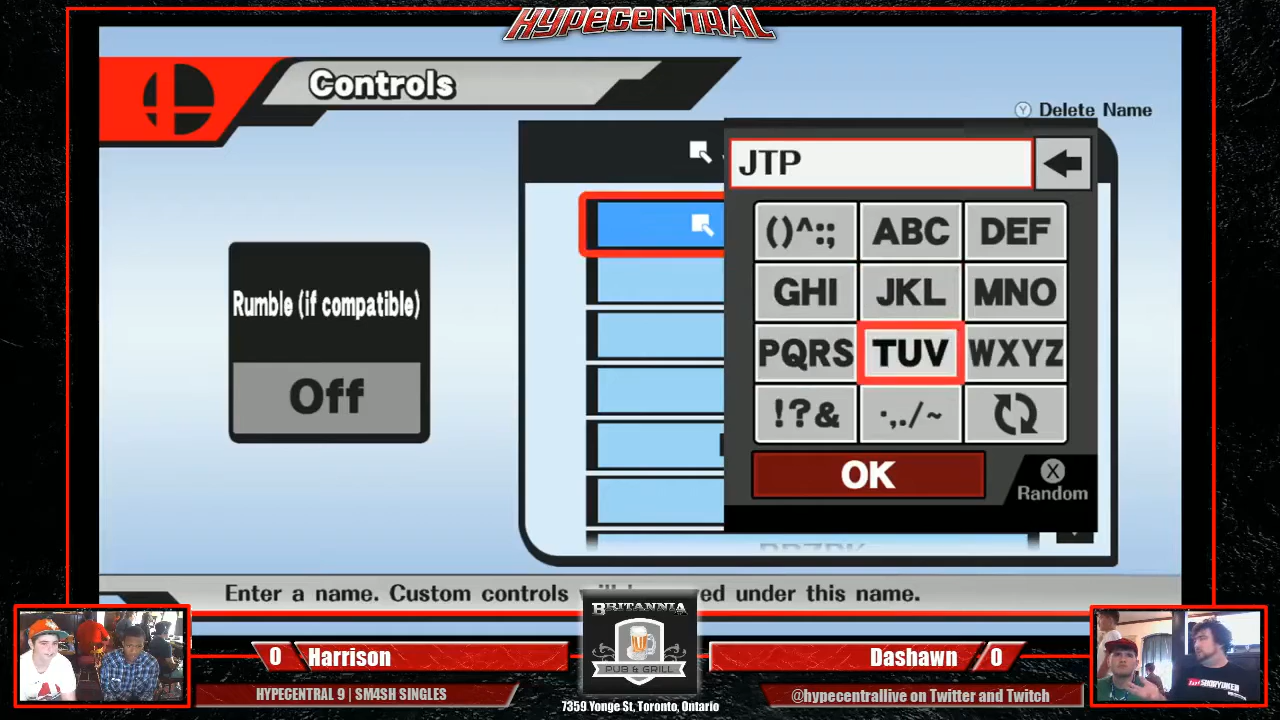 HYPECENTRAL
Controls
Ⓨ Delete Name
JTP
()^:; ABC DEF
GHI JKL MNO
PQRS TUV WXYZ
!?& ·,./~
OK
Ⓧ
Random
Rumble (if compatible)
Off
Enter a name. Custom controls
ed under this name.
BRITANNIA
PUB & GRILL
0 Harrison
Dashawn 0
HYPECENTRAL 9 | SM4SH SINGLES
@hypecentrallive on Twitter and Twitch
7359 Yonge St, Toronto, Ontario